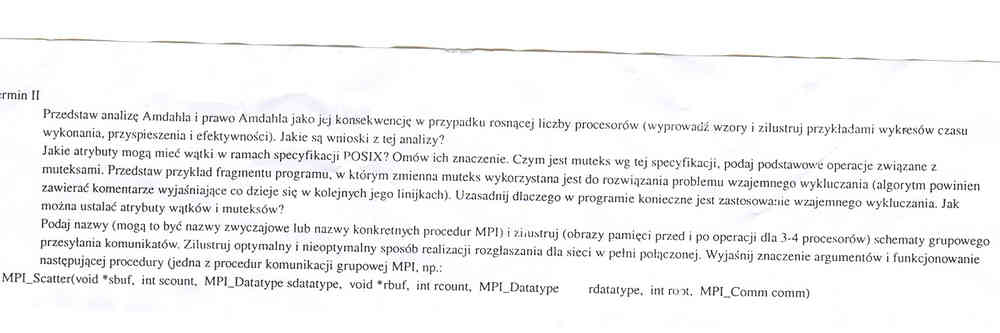 ermin II
Przedstaw analizę Amdahla i prawo Amdahla jako jej konsekwencję w przypadku rosnącej liczby procesorów (wyprowadź wzory i zilustruj przykładami wykresów czasu
wykonania, przyspieszenia i efektywności). Jakie są wnioski z tej analizy?
Jakie atrybuty mogą mieć wątki w ramach specyfikacji POSIX? Omów ich znaczenie. Czym jest muteks wg tej specyfikacji, podaj podstawowe operacje związane z
muteksami. Przedstaw przykład fragmentu programu, w którym zmienna muteks wykorzystana jest do rozwiązania problemu wzajemnego wykluczania (algorytm powinien
zawierać komentarze wyjaśniające co dzieje się w kolejnych jego linijkach). Uzasadnij dlaczego w programie konieczne jest zastosowanie wzajemnego wykluczania. Jak
można ustalać atrybuty wątków i muteksów?
Podaj nazwy (mogą to być nazwy zwyczajowe lub nazwy konkretnych procedur MPI) i zilustruj (obrazy pamięci przed i po operacji dla 3-4 procesorów) schematy grupowego
przesyłania komunikatów. Zilustruj optymalny i nieoptymalny sposób realizacji rozgłaszania dla sieci w pełni połączonej. Wyjaśnij znaczenie argumentów i funkcjonowanie
następującej procedury (jedna z procedur komunikacji grupowej MPI, np.:
MPI_Scatter(void *sbuf, int scount, MPI_Datatype sdatatype, void *rbuf, int rcount, MPI_Datatype rdatatype, int root, MPI_Comm comm)